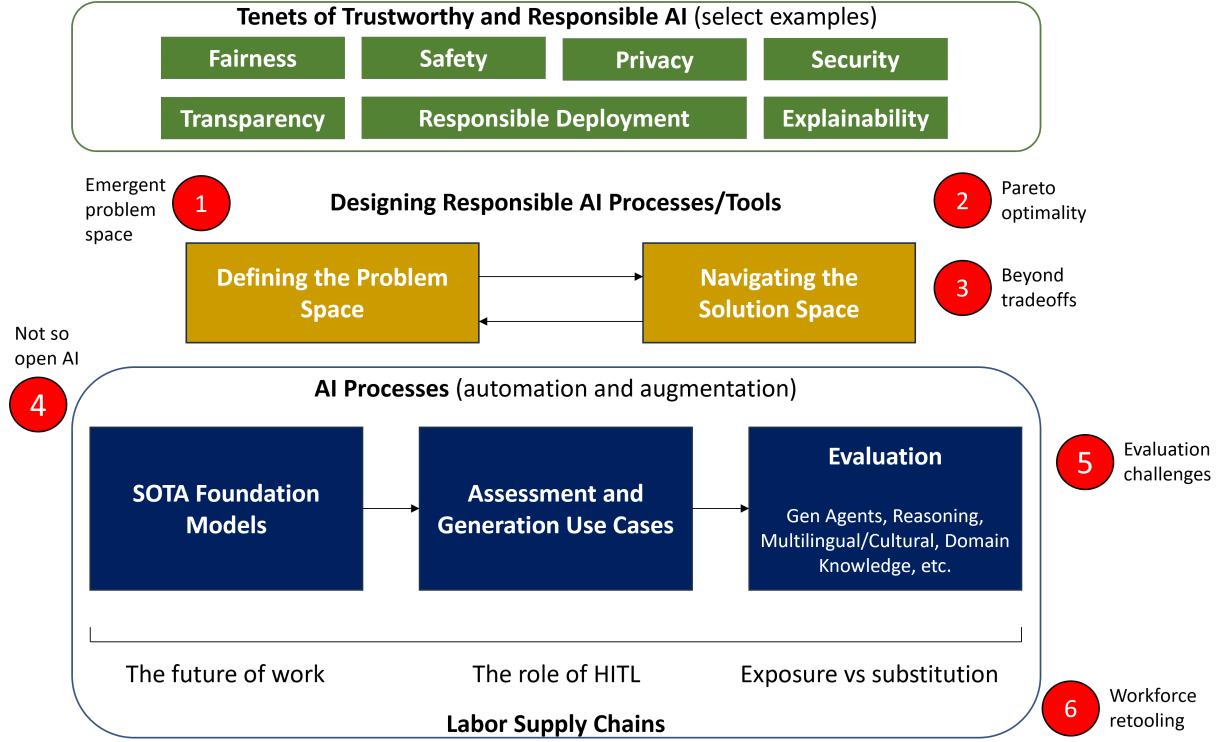 Tenets of Trustworthy and Responsible AI (select examples)
Fairness
Safety
Privacy
Security
Transparency
Responsible Deployment
Explainability
Emergent
problem
space
1
Designing Responsible AI Processes/Tools
2
Pareto
optimality
Defining the Problem
Space
Navigating the
Solution Space
3
Beyond
tradeoffs
Not so
open AI
4
AI Processes (automation and augmentation)
SOTA Foundation
Models
Assessment and
Generation Use Cases
Evaluation
Gen Agents, Reasoning,
Multilingual/Cultural, Domain
Knowledge, etc.
5
Evaluation
challenges
The future of work
The role of HITL
Exposure vs substitution
Labor Supply Chains
6
Workforce
retooling